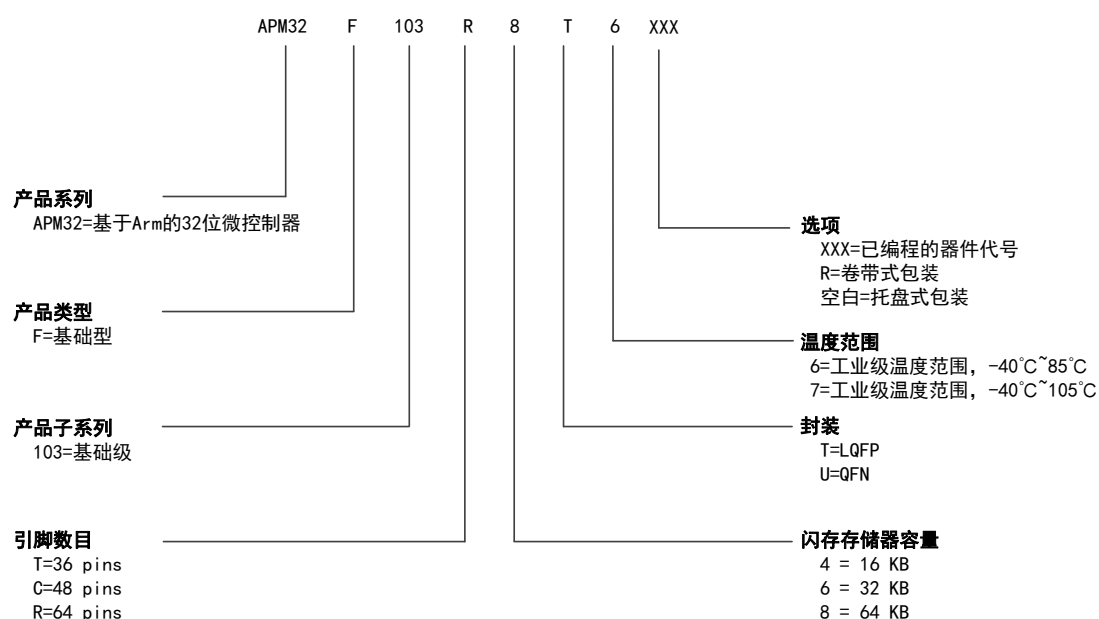 APM32 F 103 R 8 T 6 XXX
产品系列
APM32=基于Arm的32位微控制器
产品类型
F=基础型
产品子系列
103=基础级
引脚数目
T=36 pins
C=48 pins
R=64 pins
选项
XXX=已编程的器件代号
R=卷带式包装
空白=托盘式包装
温度范围
6=工业级温度范围，-40℃~85℃
7=工业级温度范围，-40℃~105℃
封装
T=LQFP
U=QFN
闪存存储器容量
4 = 16 KB
6 = 32 KB
8 = 64 KB